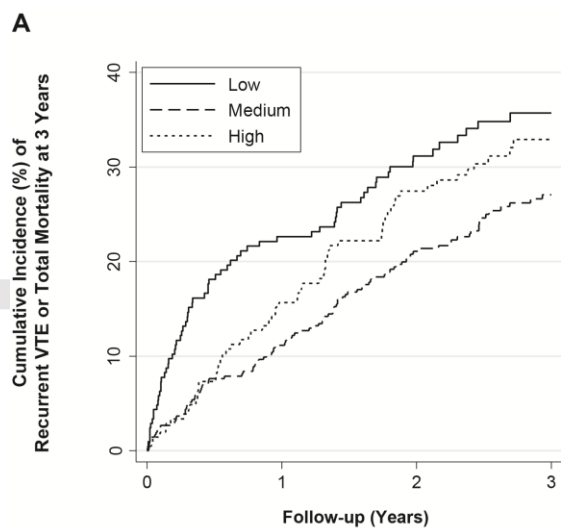 A
Cumulative Incidence (%) of
Recurrent VTE or Total Mortality at 3 Years
40
30
20
10
0
Low
Medium
High
0 1 2 3
Follow-up (Years)